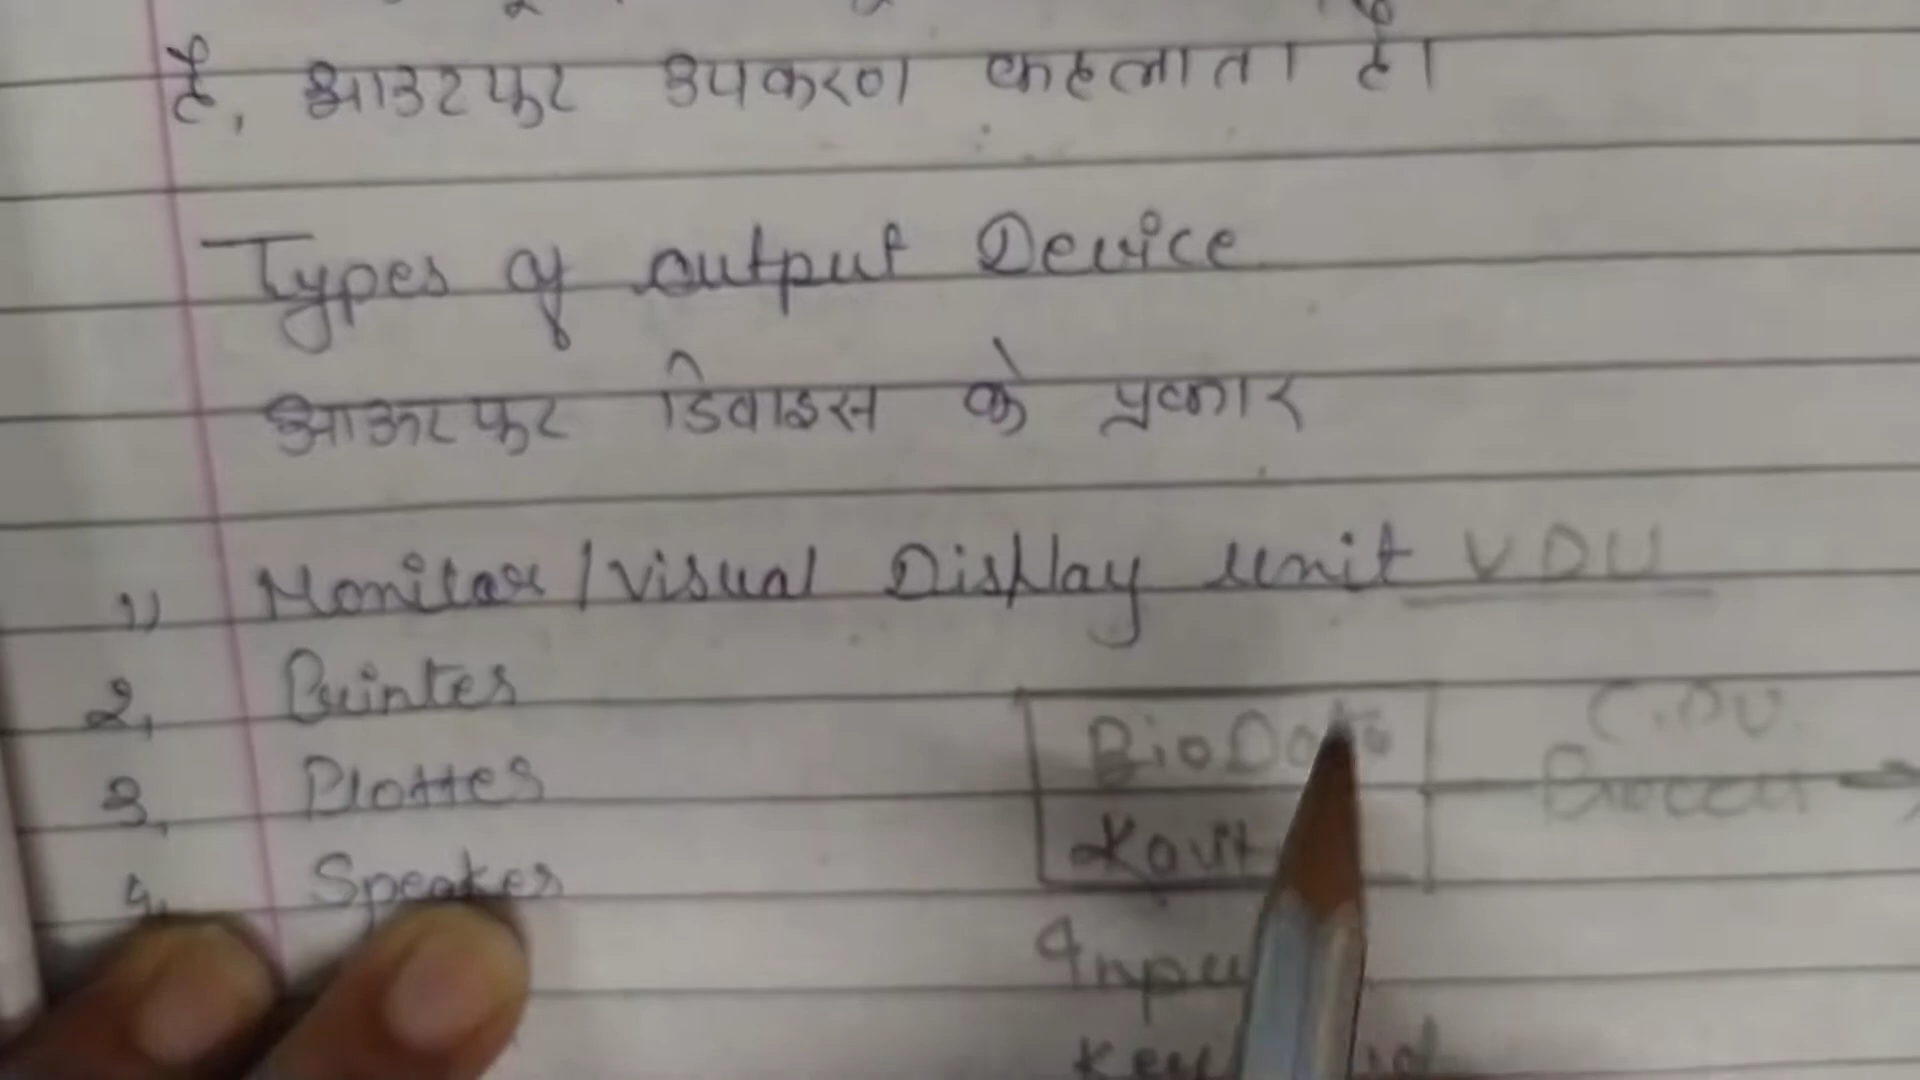 है, आउटपुट उपकरण कहलाता है।
Types of output Device
आऊटपुट डिवाइस के प्रकार
1) Monitor / Visual Display unit VDU
2, Printer
3, Plotter
4, Speaker
BioData
C.P.U.